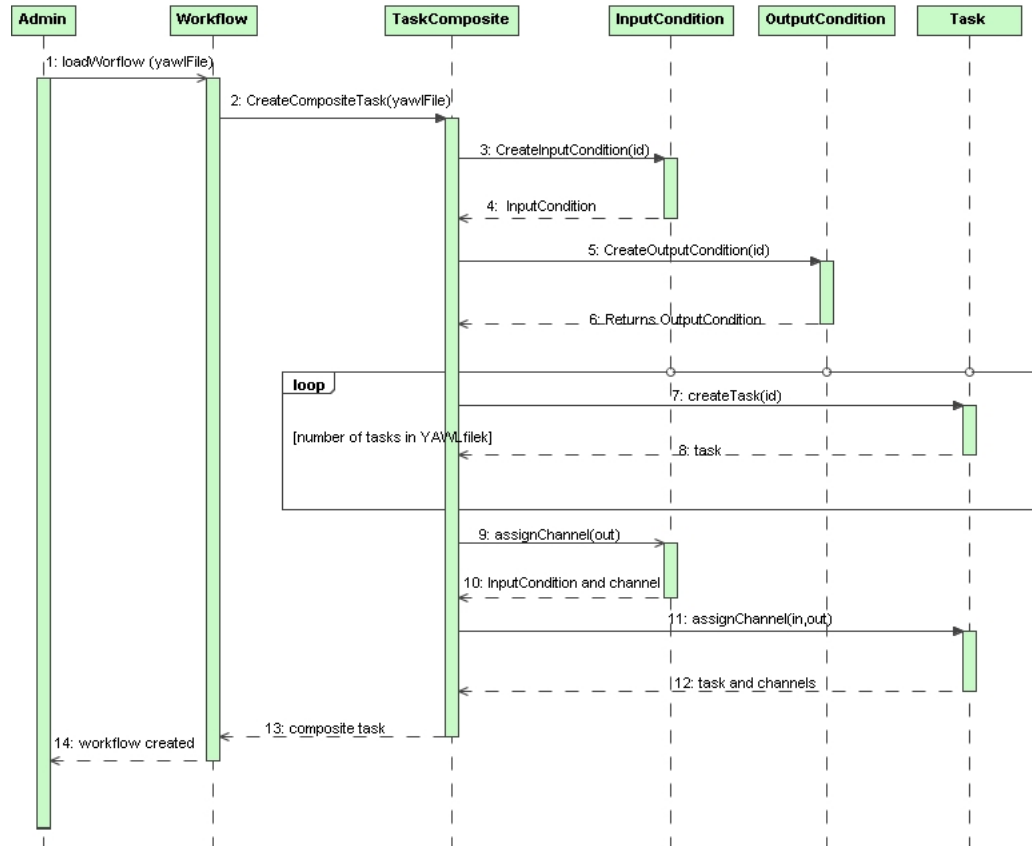 Admin
Workflow
TaskComposite
InputCondition
OutputCondition
Task
1: loadWorflow (yawlFile)
2: CreateCompositeTask(yawlFile)
3: CreateInputCondition(id)
4: InputCondition
5: CreateOutputCondition(id)
6: Returns OutputCondition
loop
7: createTask(id)
[number of tasks in YAWLfilek]
8: task
9: assignChannel(out)
10: InputCondition and channel
11: assignChannel(in,out)
12: task and channels
13: composite task
14: workflow created